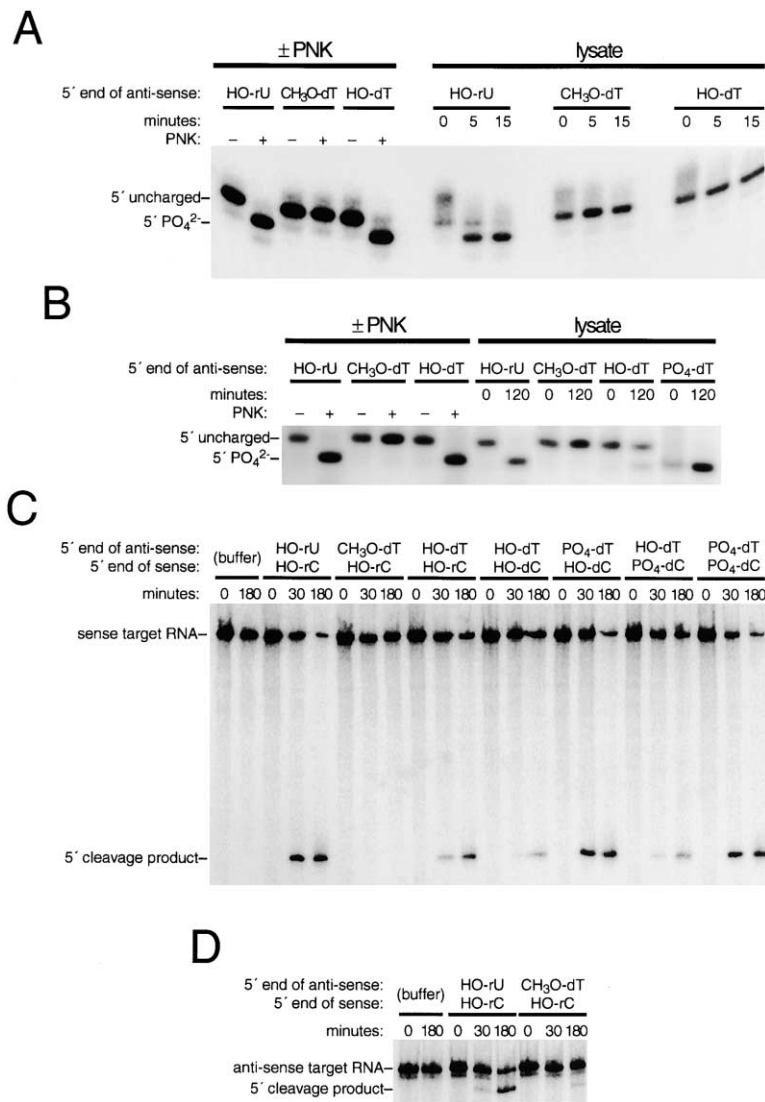 A
± PNK lysate
5´ end of anti-sense: HO-rU CH3O-dT HO-dT HO-rU CH3O-dT HO-dT
minutes: 0 5 15 0 5 15 0 5 15
PNK: – + – + – +
5´ uncharged–
5´ PO4 2-–
B
± PNK lysate
5´ end of anti-sense: HO-rU CH3O-dT HO-dT HO-rU CH3O-dT HO-dT PO4-dT
minutes: 0 120 0 120 0 120 0 120
PNK: – + – + – +
5´ uncharged–
5´ PO4 2-–
C
5´ end of anti-sense: HO-rU CH3O-dT HO-dT HO-dT PO4-dT HO-dT PO4-dT
5´ end of sense: (buffer) HO-rC HO-rC HO-rC HO-dC HO-dC PO4-dC PO4-dC
minutes: 0 180 0 30 180 0 30 180 0 30 180 0 30 180 0 30 180 0 30 180 0 30 180
sense target RNA–
5´ cleavage product–
D
5´ end of anti-sense: HO-rU CH3O-dT
5´ end of sense: (buffer) HO-rC HO-rC
minutes: 0 180 0 30 180 0 30 180
anti-sense target RNA–
5´ cleavage product–